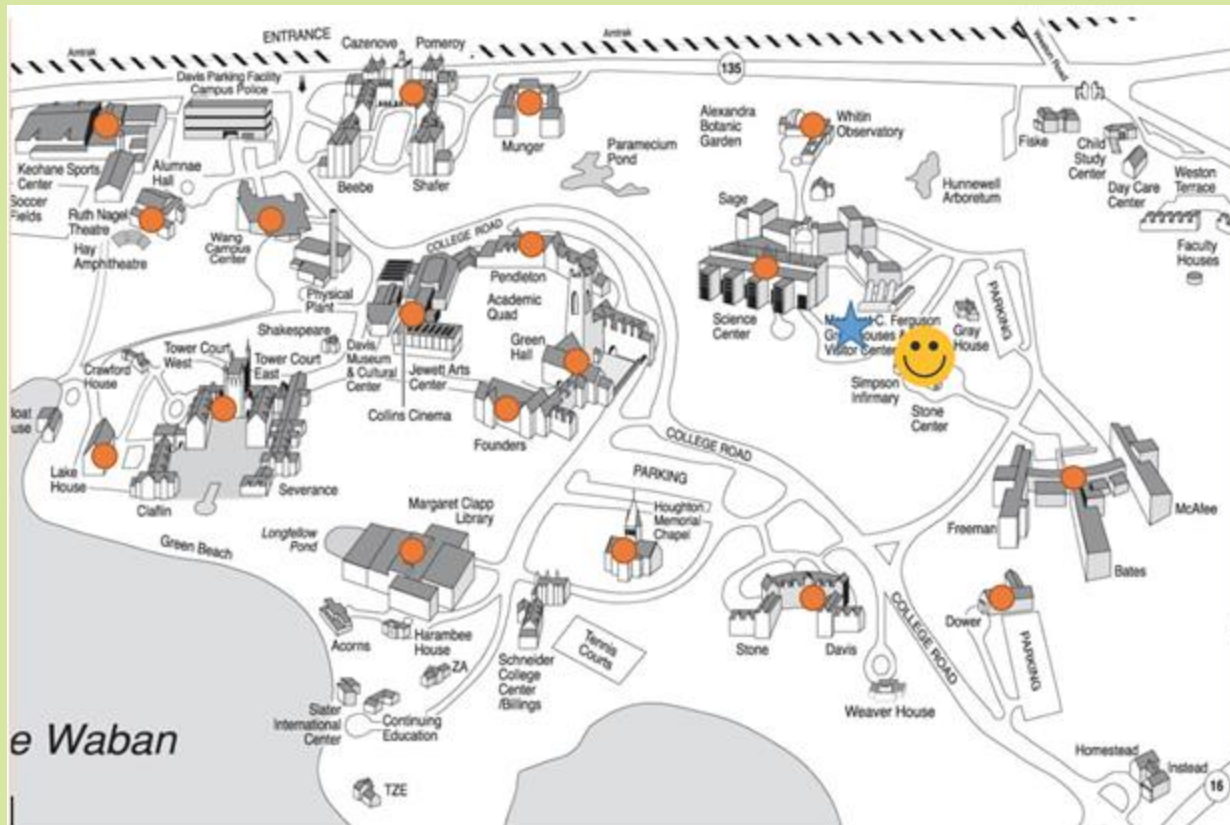 Amtrak
ENTRANCE
Cazenove
Pomeroy
Amtrak
135
Weston Road
Davis Parking Facility
Campus Police
Munger
Alexandra
Botanic
Garden
Whitin
Observatory
Fiske
Child
Study
Center
Day Care
Center
Weston
Terrace
Faculty
Houses
Keohane Sports
Center
Soccer
Fields
Alumnae
Hall
Ruth Nagel
Theatre
Hay
Amphitheatre
Beebe
Shafer
Paramecium
Pond
Hunnewell
Arboretum
Sage
Wang
Campus
Center
COLLEGE ROAD
Physical
Plant
Pendleton
Academic
Quad
Green
Hall
Science
Center
C. Ferguson
Visitor Center
Gray
House
PARKING
Simpson
Infirmary
Stone
Center
Shakespeare
Tower Court
West
Tower Court
East
Crawford
House
Davis
Museum
& Cultural
Center
Jewett Arts
Center
Collins Cinema
Founders
COLLEGE ROAD
Lake
House
Claflin
Severance
PARKING
Houghton
Memorial
Chapel
Margaret Clapp
Library
Longfellow
Pond
Green Beach
Freeman
McAfee
Bates
Acorns
Harambee
House
ZA
Schneider
College
Center
/Billings
Tennis
Courts
Stone
Davis
Dower
PARKING
COLLEGE ROAD
Weaver House
Slater
International
Center
Continuing
Education
e Waban
TZE
Homestead
Instead
16